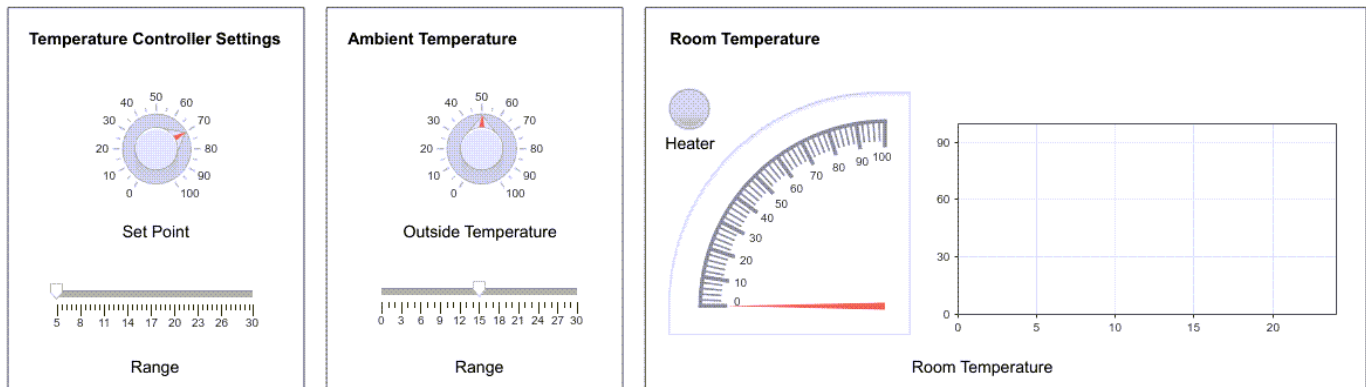 Temperature Controller Settings
0 10 20 30 40 50 60 70 80 90 100
Set Point
5 8 11 14 17 20 23 26 30
Range
Ambient Temperature
0 10 20 30 40 50 60 70 80 90 100
Outside Temperature
0 3 6 9 12 15 18 21 24 27 30
Range
Room Temperature
Heater
0 10 20 30 40 50 60 70 80 90 100
90
60
30
0
0 5 10 15 20
Room Temperature